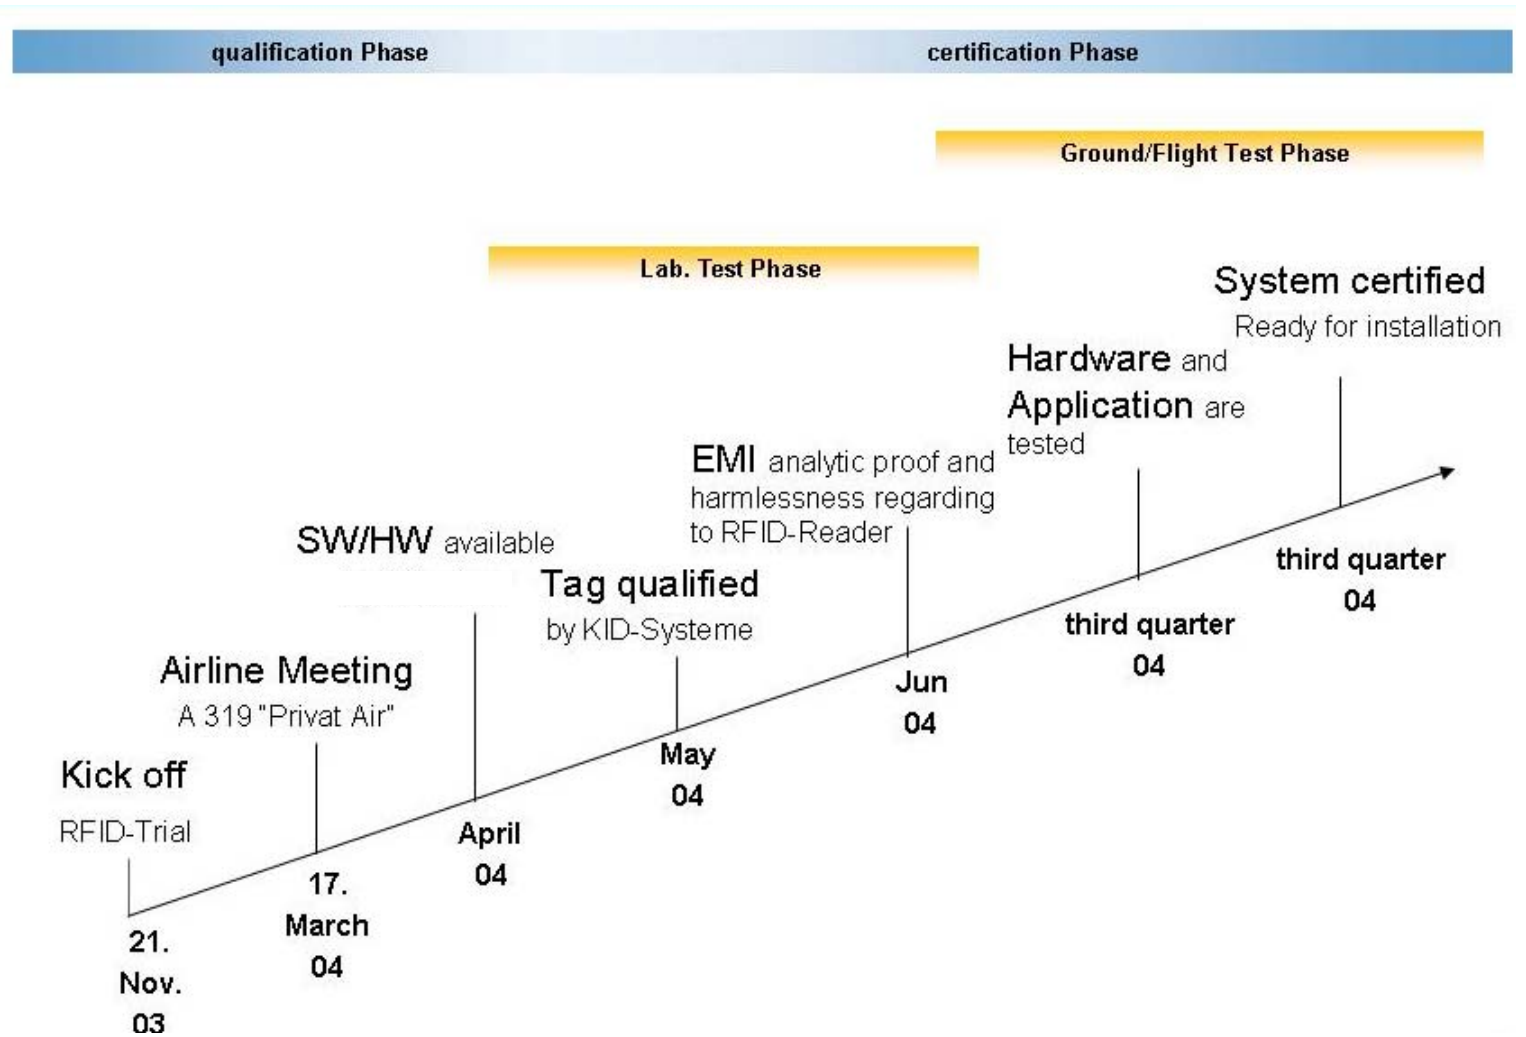 qualification Phase
certification Phase
Ground/Flight Test Phase
Lab. Test Phase
System certified
Ready for installation
Hardware and
Application are
tested
EMI analytic proof and
harmlessness regarding
to RFID-Reader
SW/HW available
Tag qualified
by KID-Systeme
Airline Meeting
A 319 "Privat Air"
Kick off
RFID-Trial
21.
Nov.
03
17.
March
04
April
04
May
04
Jun
04
third quarter
04
third quarter
04